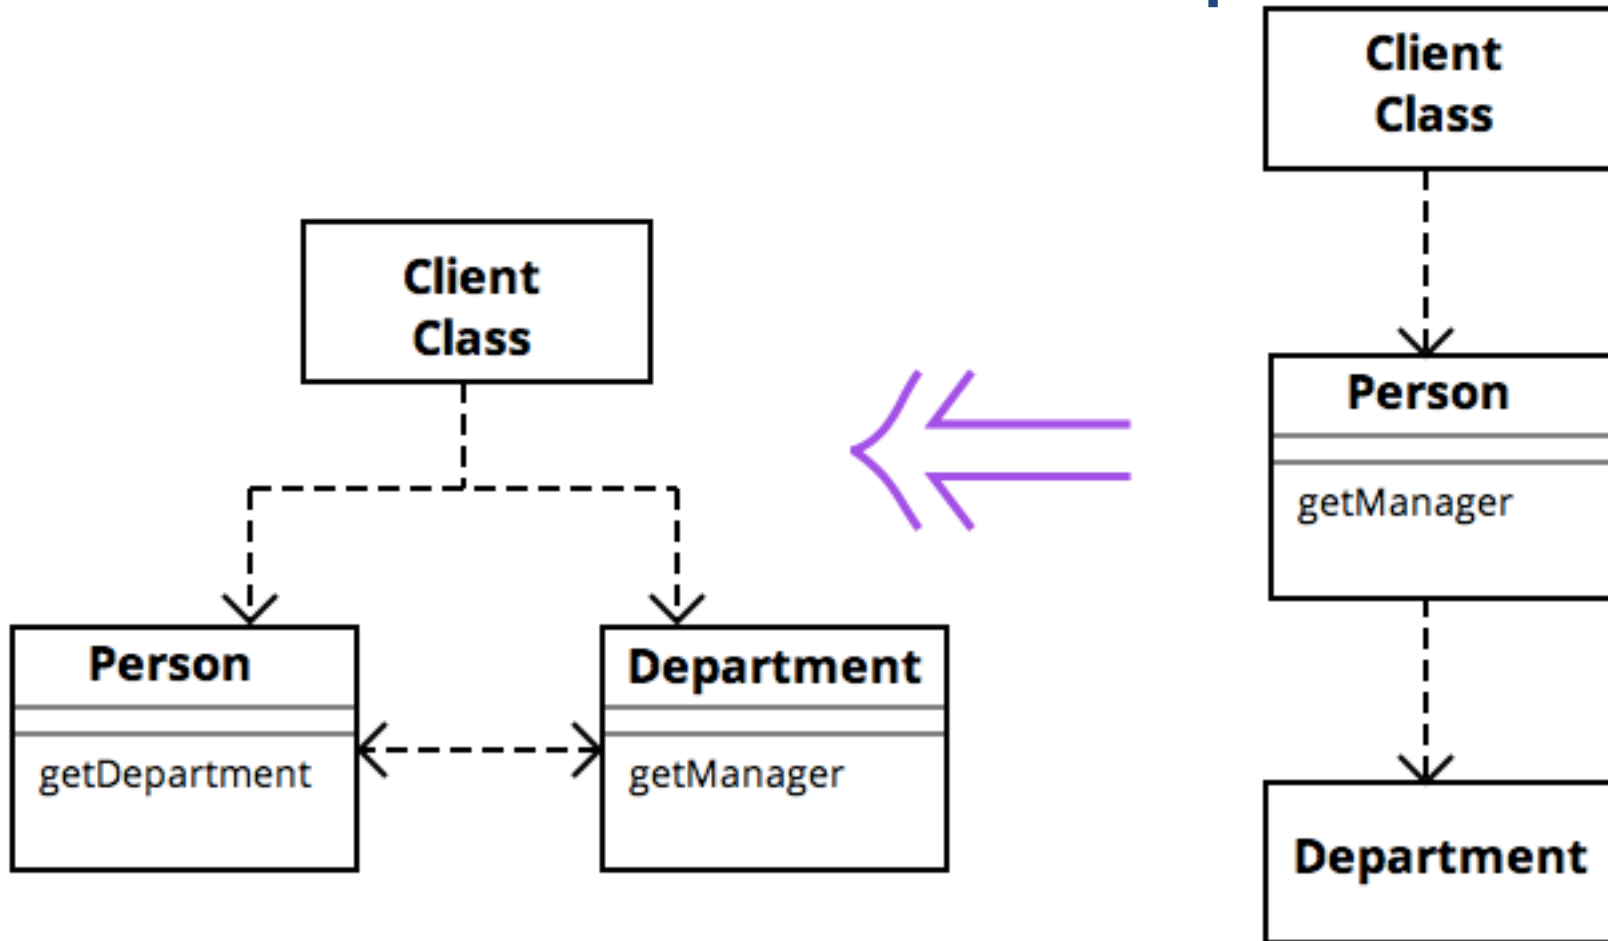 Client
Class
Person
getDepartment
Department
getManager
Client
Class
Person
getManager
Department